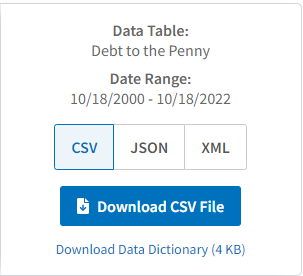 Data Table:
Debt to the Penny
Date Range:
10/18/2000 - 10/18/2022
CSV JSON XML
Download CSV File
Download Data Dictionary (4 KB)